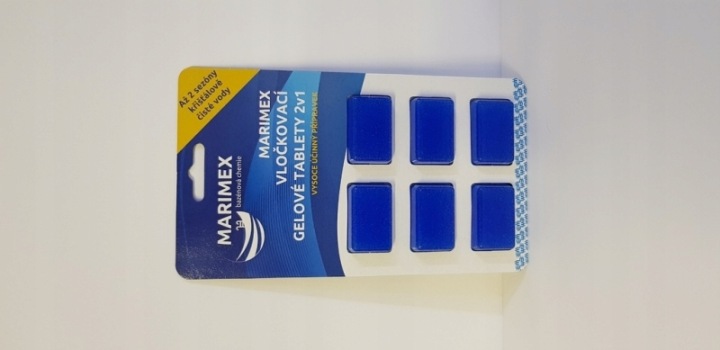 Až 2 sezóny
křišťálově
čisté vody
MARIMEX
bazénová chemie
MARIMEX
VLOČKOVACÍ
GELOVÉ TABLETY 2v1
VYSOCE ÚČINNÝ PŘÍPRAVEK